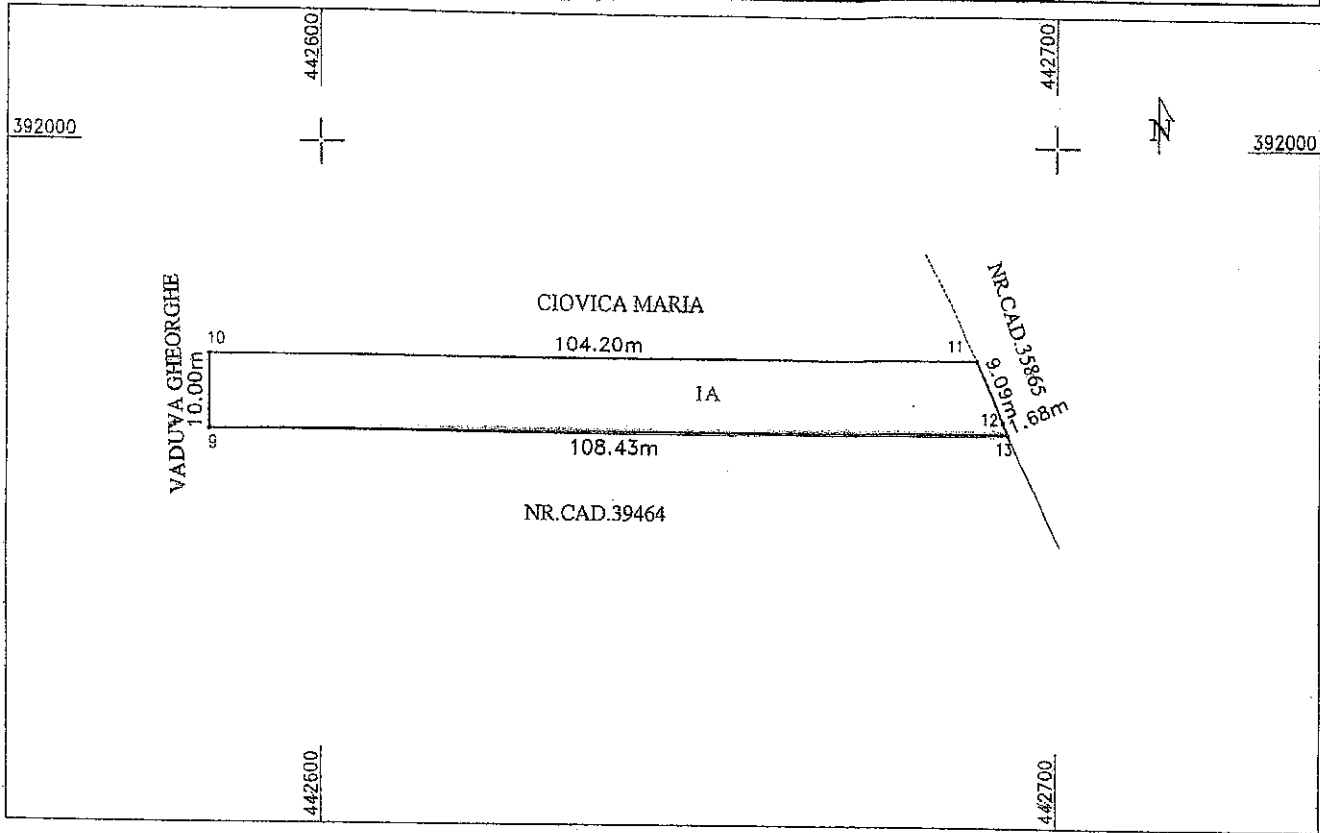 442600
442700
392000
N
392000
VADUVA GHEORGHE
CIOVICA MARIA
NR.CAD.35865
10
104.20m
11
10.00m
9.09m
1A
12
1.68m
9
108.43m
13
NR.CAD.39464
442600
442700